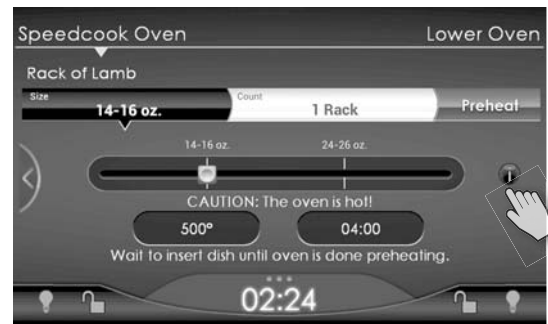 Speedcook Oven Lower Oven
Rack of Lamb
Size 14-16 oz. Count 1 Rack Preheat
14-16 oz. 24-26 oz.
i
CAUTION: The oven is hot!
500° 04:00
Wait to insert dish until oven is done preheating.
02:24